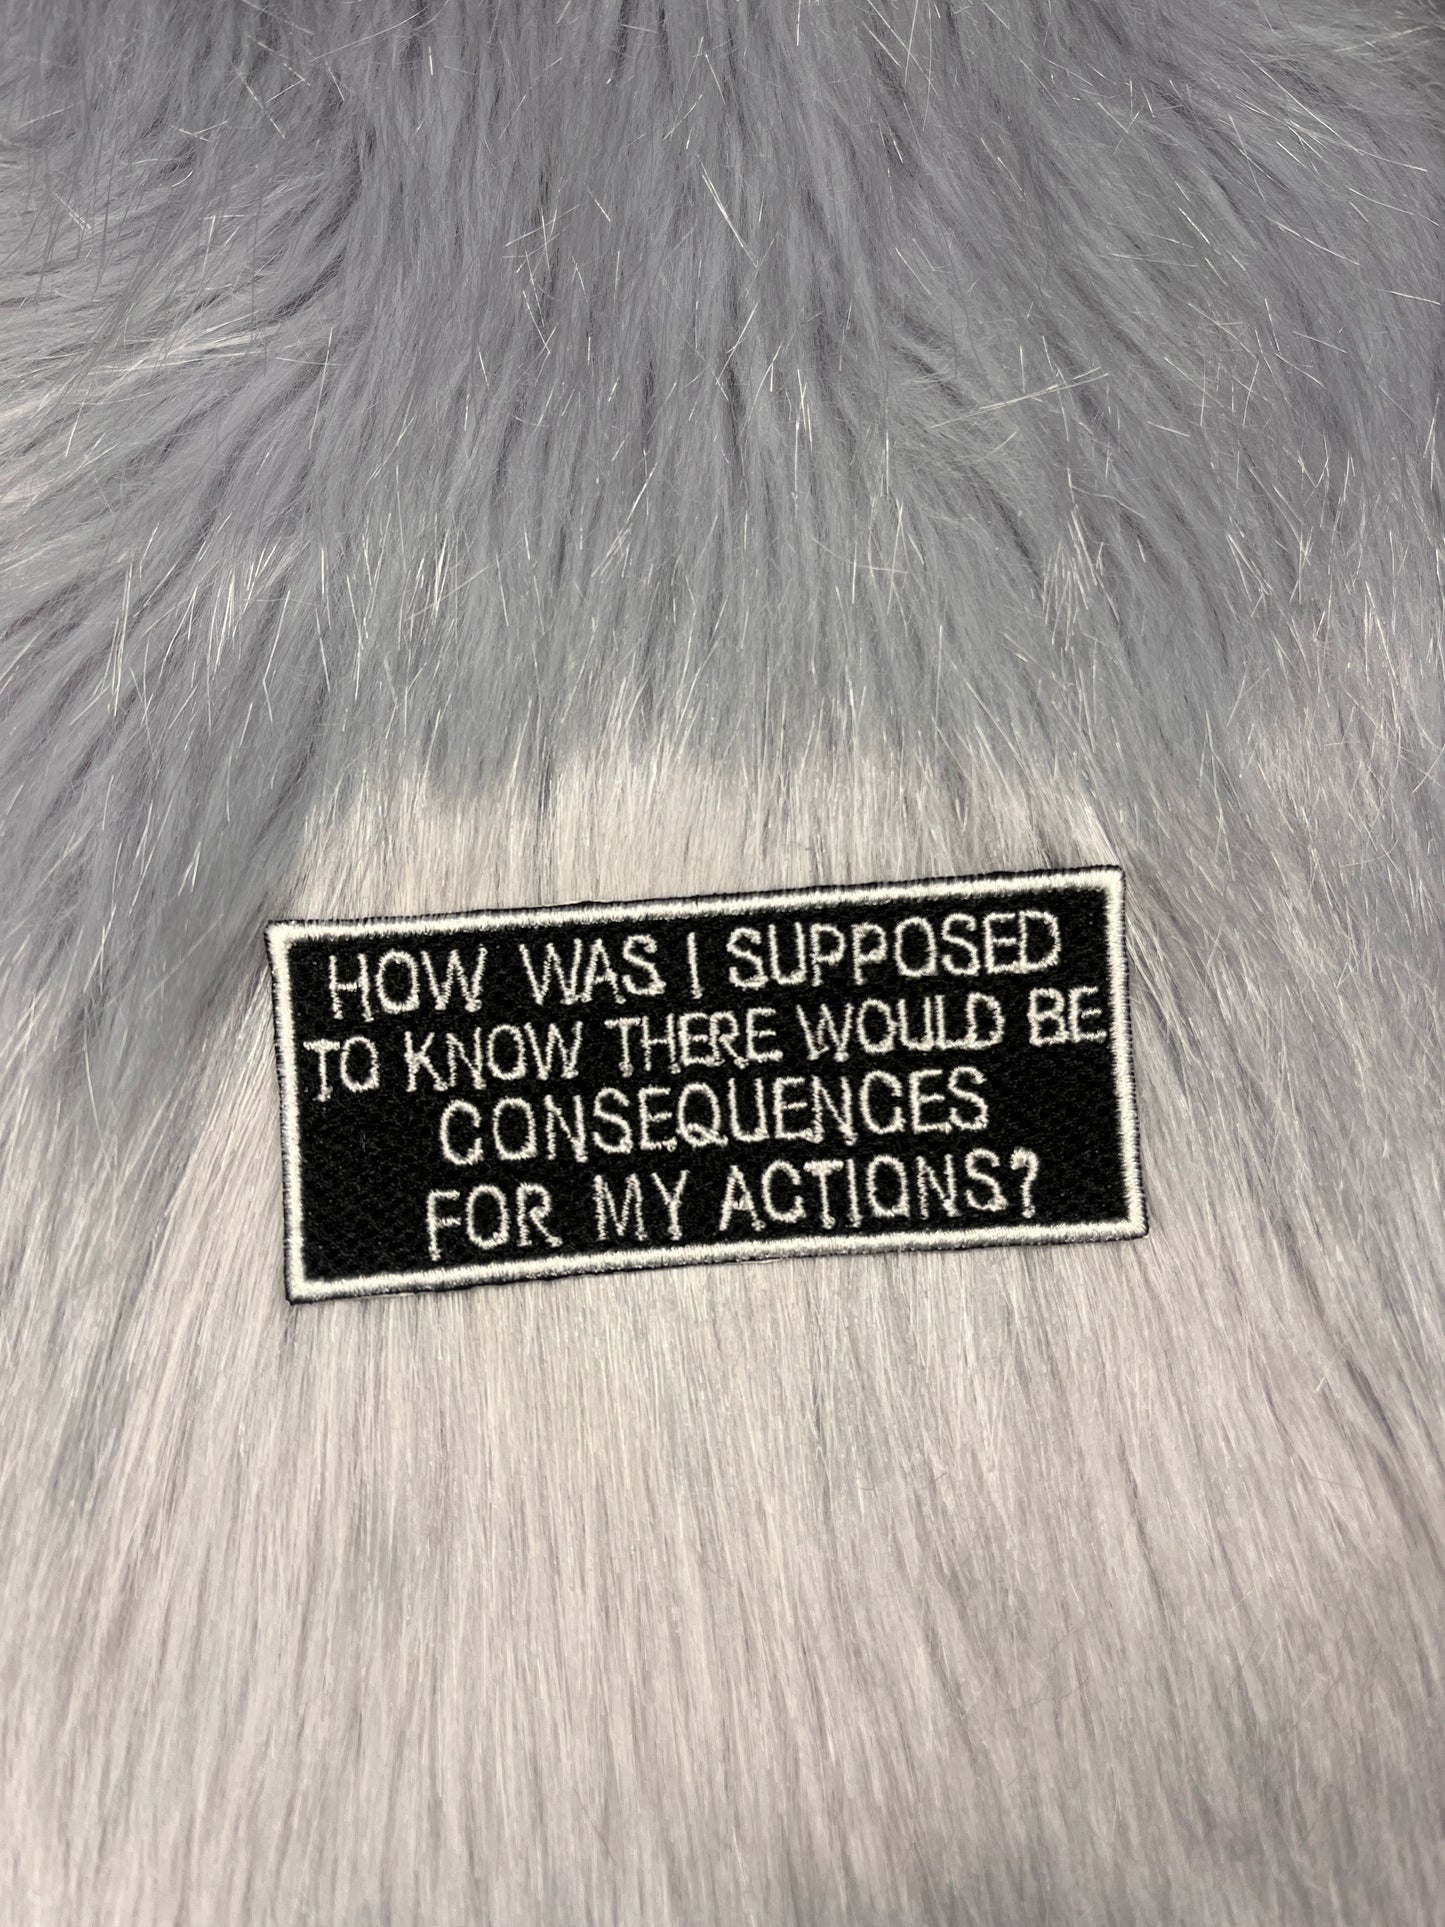 HOW WAS I SUPPOSED
TO KNOW THERE WOULD BE
CONSEQUENCES
FOR MY ACTIONS?